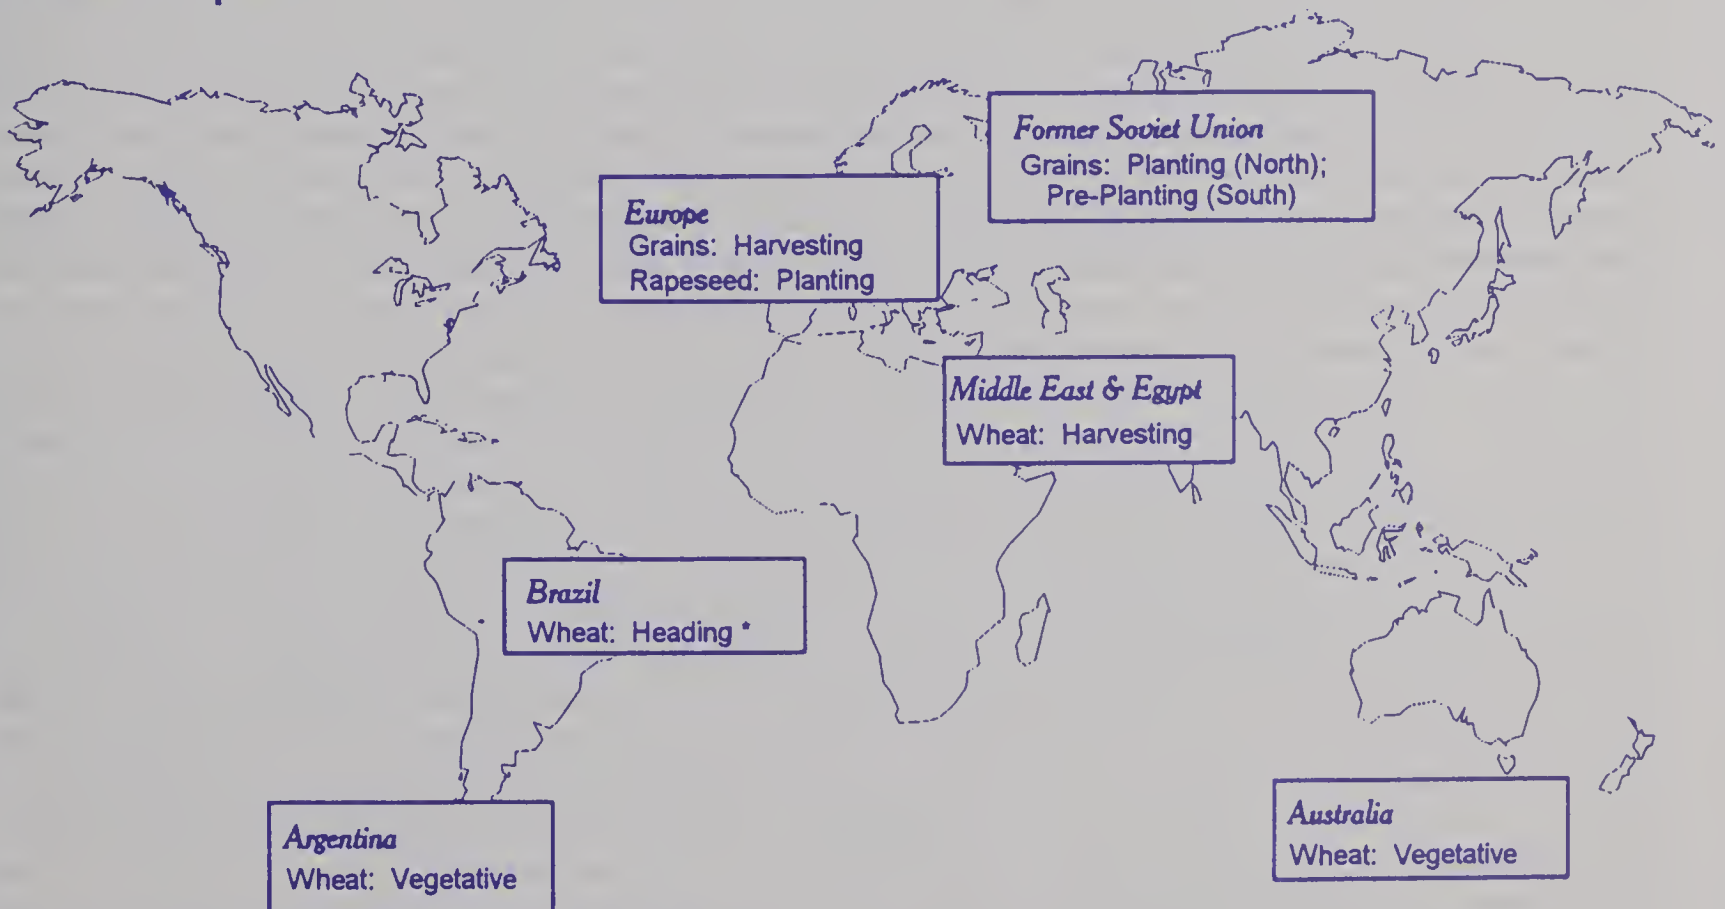 Former Soviet Union
Grains: Planting (North);
Pre-Planting (South)
Europe
Grains: Harvesting
Rapeseed: Planting
Middle East & Egypt
Wheat: Harvesting
Brazil
Wheat: Heading *
Argentina
Wheat: Vegetative
Australia
Wheat: Vegetative